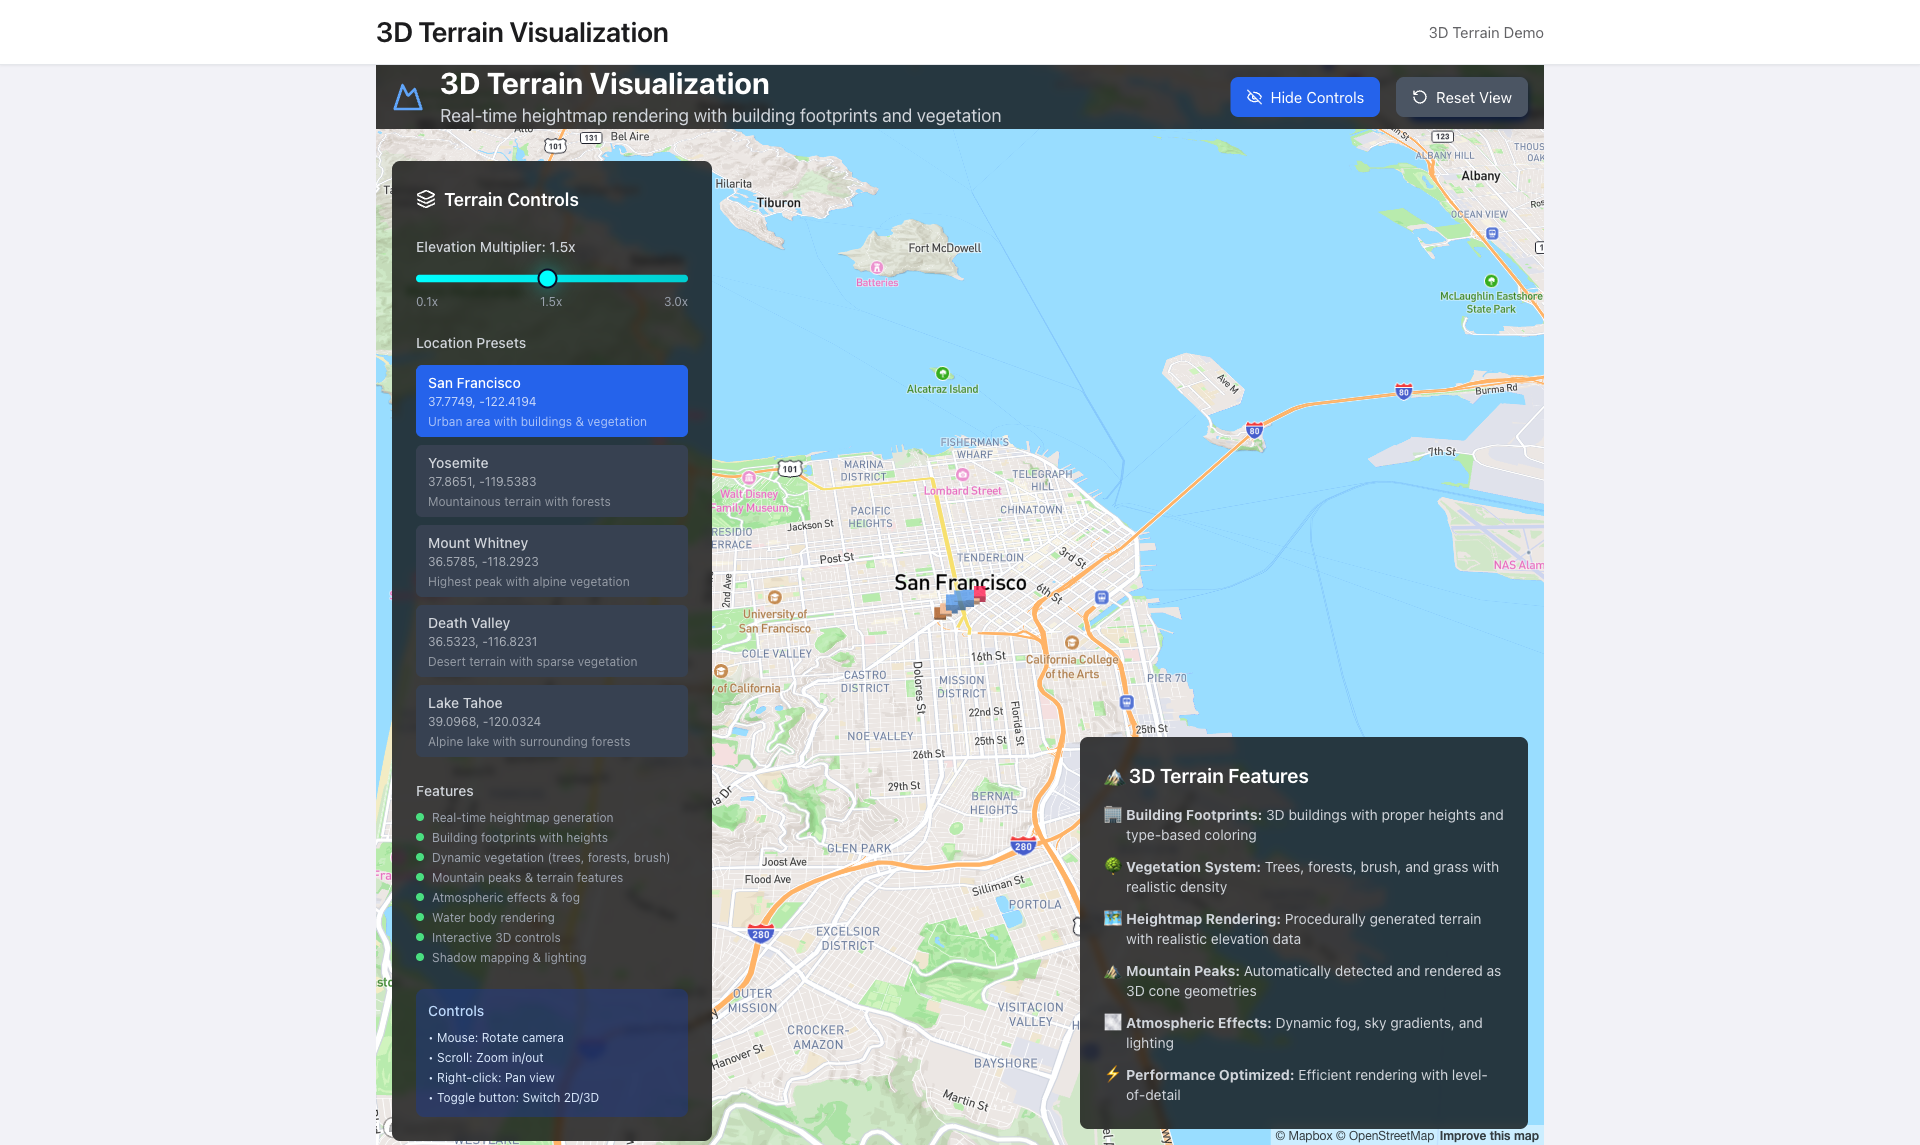 3D Terrain Visualization
3D Terrain Demo
3D Terrain Visualization
Real-time heightmap rendering with building footprints and vegetation
Hide Controls
Reset View
Terrain Controls
Elevation Multiplier: 1.5x
0.1x
1.5x
3.0x
Location Presets
San Francisco
37.7749, -122.4194
Urban area with buildings & vegetation
Yosemite
37.8651, -119.5383
Mountainous terrain with forests
Mount Whitney
36.5785, -118.2923
Highest peak with alpine vegetation
Death Valley
36.5323, -116.8231
Desert terrain with sparse vegetation
Lake Tahoe
39.0968, -120.0324
Alpine lake with surrounding forests
Features
Real-time heightmap generation
Building footprints with heights
Dynamic vegetation (trees, forests, brush)
Mountain peaks & terrain features
Atmospheric effects & fog
Water body rendering
Interactive 3D controls
Shadow mapping & lighting
Controls
• Mouse: Rotate camera
• Scroll: Zoom in/out
• Right-click: Pan view
• Toggle button: Switch 2D/3D
101
131
Bel Aire
Hilarita
Tiburon
Fort McDowell
Batteries
Alcatraz Island
123
ALBANY HILL
Albany
OCEAN VIEW
McLaughlin Eastshore
State Park
Ave M
80
80
Burma Rd
7th St
NAS Alam
FISHERMAN'S
WHARF
101
MARINA
DISTRICT
TELEGRAPH
HILL
Lombard Street
Walt Disney
Family Museum
PACIFIC
HEIGHTS
CHINATOWN
Jackson St
Post St
TENDERLOIN
3rd St
San Francisco
6th St
2nd Ave
University of
San Francisco
COLE VALLEY
16th St
California College
of the Arts
CASTRO
DISTRICT
Dolores St
MISSION
DISTRICT
PIER 70
y of California
22nd St
Florida St
NOE VALLEY
25th St
25th St
26th St
29th St
BERNAL
HEIGHTS
GLEN PARK
280
Joost Ave
Flood Ave
Silliman St
PORTOLA
280
EXCELSIOR
DISTRICT
OUTER
MISSION
VISITACION
VALLEY
CROCKER-
AMAZON
Hanover St
BAYSHORE
Martin St
3D Terrain Features
Building Footprints: 3D buildings with proper heights and
type-based coloring
Vegetation System: Trees, forests, brush, and grass with
realistic density
Heightmap Rendering: Procedurally generated terrain
with realistic elevation data
Mountain Peaks: Automatically detected and rendered as
3D cone geometries
Atmospheric Effects: Dynamic fog, sky gradients, and
lighting
Performance Optimized: Efficient rendering with level-
of-detail
© Mapbox © OpenStreetMap Improve this map